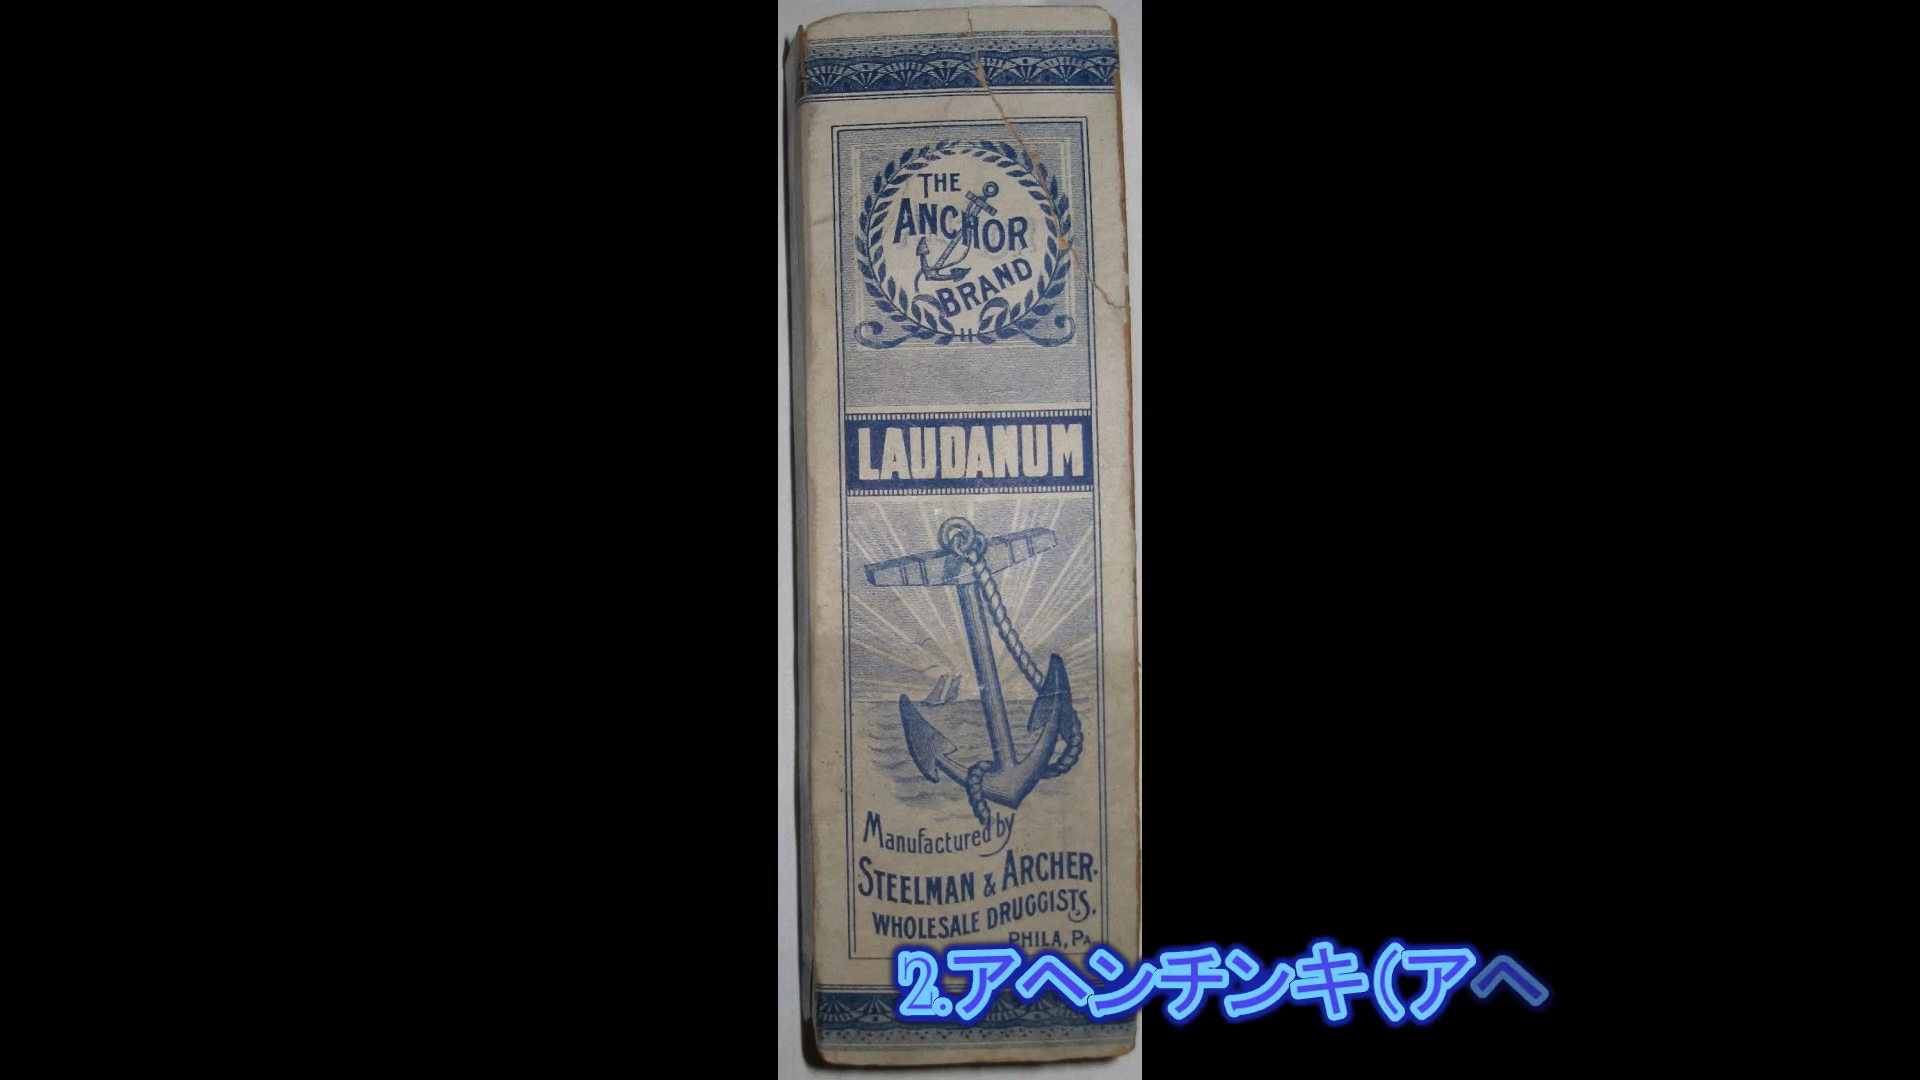 THE
ANCHOR
BRAND
LAUDANUM
Manufactured by
STEELMAN & ARCHER.
WHOLESALE DRUGGISTS,
PHILA, PA.
2.アヘンチンキ(アヘ